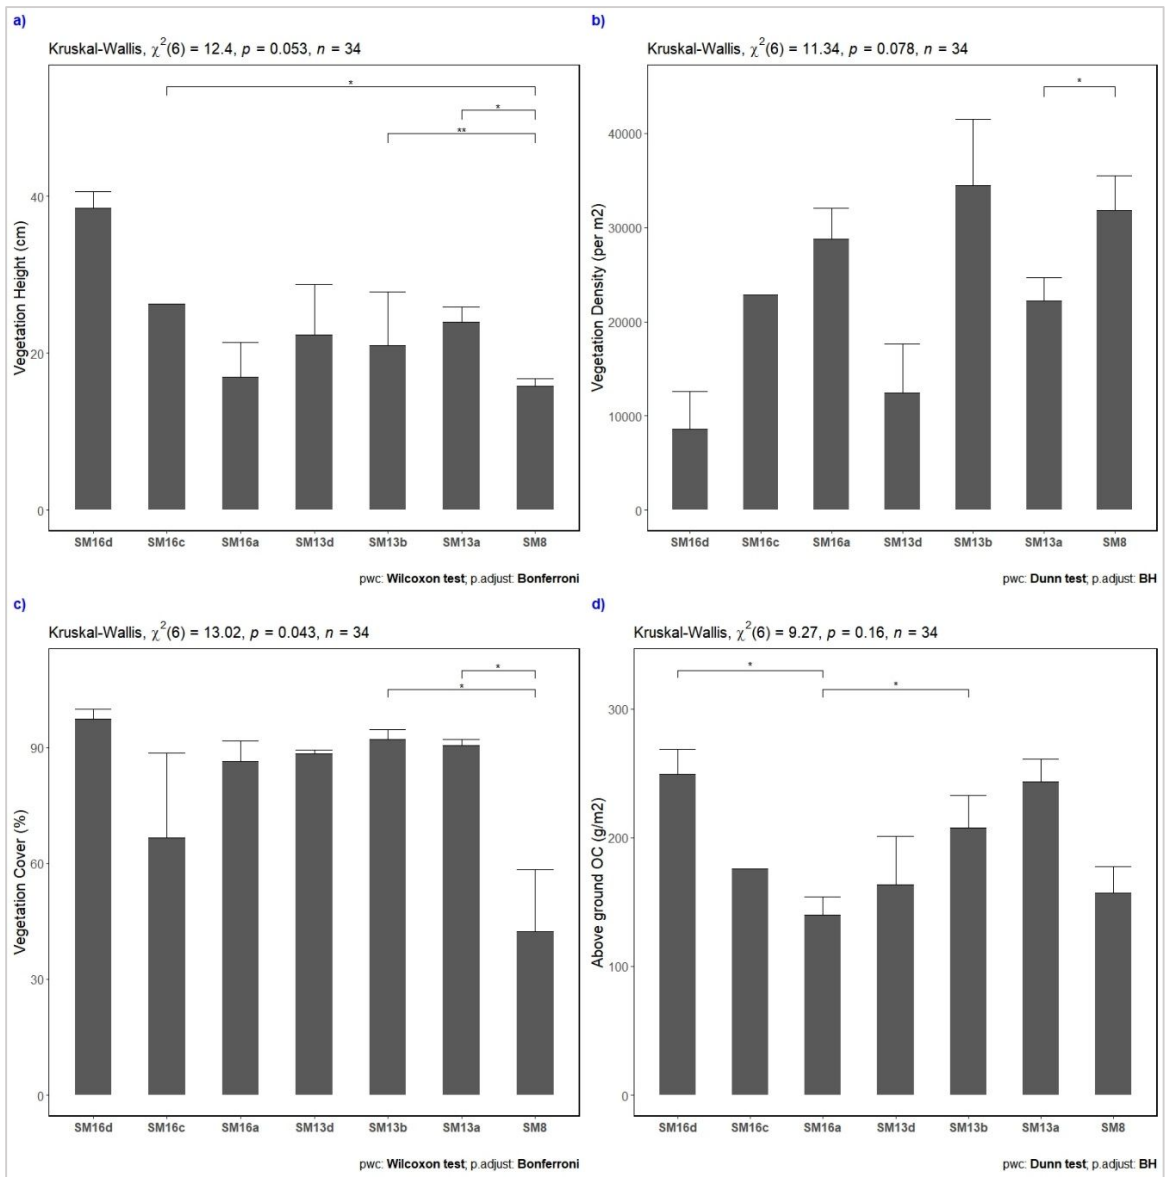 a)
Kruskal-Wallis, χ²(6) = 12.4, p = 0.053, n = 34
*
*
**
Vegetation Height (cm)
40
20
0
SM16d SM16c SM16a SM13d SM13b SM13a SM8
pwc: Wilcoxon test; p.adjust: Bonferroni
b)
Kruskal-Wallis, χ²(6) = 11.34, p = 0.078, n = 34
*
Vegetation Density (per m2)
40000
30000
20000
10000
0
SM16d SM16c SM16a SM13d SM13b SM13a SM8
pwc: Dunn test; p.adjust: BH
c)
Kruskal-Wallis, χ²(6) = 13.02, p = 0.043, n = 34
*
*
Vegetation Cover (%)
90
60
30
0
SM16d SM16c SM16a SM13d SM13b SM13a SM8
pwc: Wilcoxon test; p.adjust: Bonferroni
d)
Kruskal-Wallis, χ²(6) = 9.27, p = 0.16, n = 34
*
*
Above ground OC (g/m2)
300
200
100
0
SM16d SM16c SM16a SM13d SM13b SM13a SM8
pwc: Dunn test; p.adjust: BH